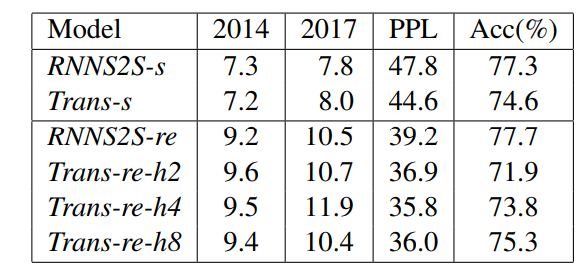 Model 2014 2017 PPL Acc(%)
RNNS2S-s 7.3 7.8 47.8 77.3
Trans-s 7.2 8.0 44.6 74.6
RNNS2S-re 9.2 10.5 39.2 77.7
Trans-re-h2 9.6 10.7 36.9 71.9
Trans-re-h4 9.5 11.9 35.8 73.8
Trans-re-h8 9.4 10.4 36.0 75.3